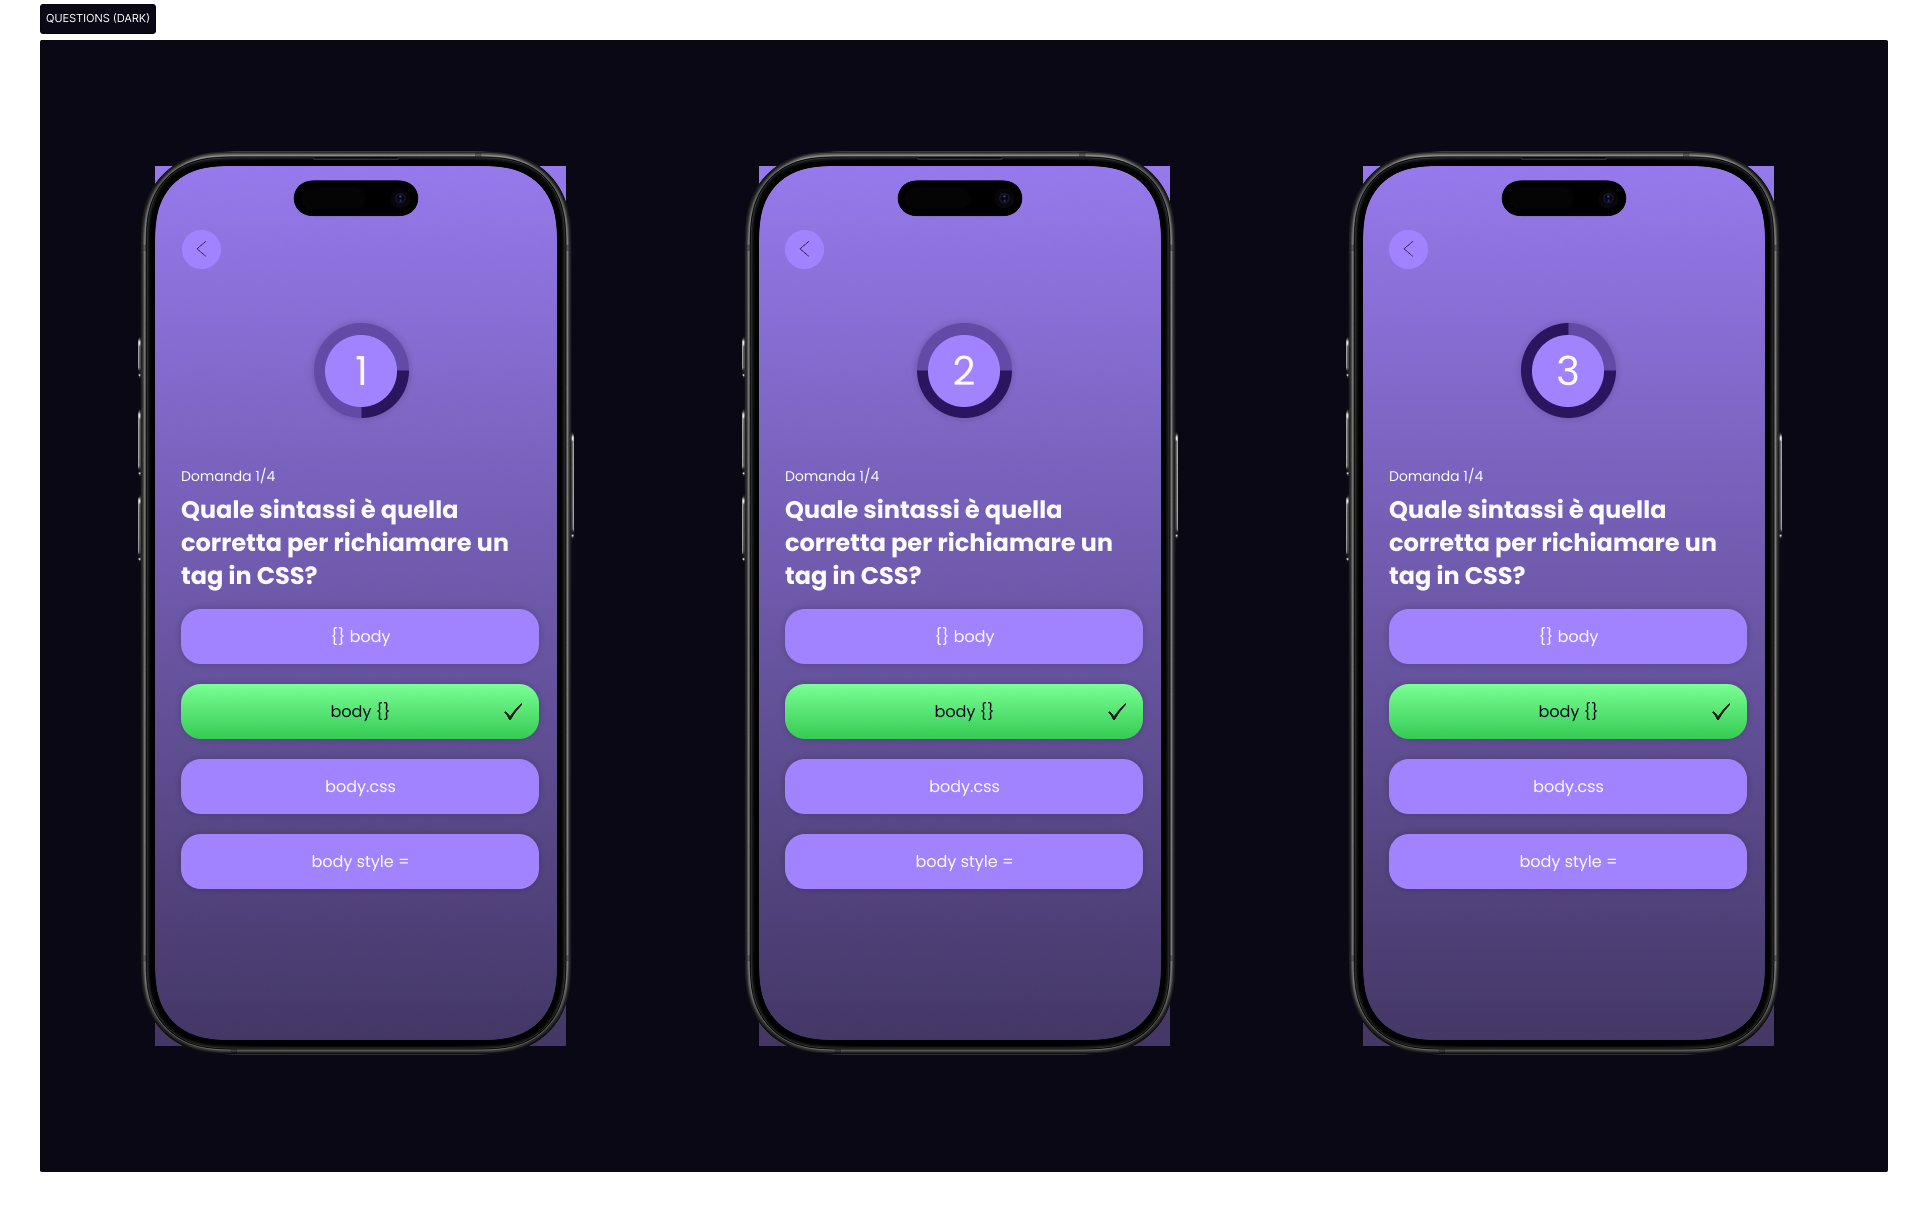 QUESTIONS (DARK)
1
Domanda 1/4
Quale sintassi è quella
corretta per richiamare un
tag in CSS?
{} body
body {}
body.css
body style =
2
Domanda 1/4
Quale sintassi è quella
corretta per richiamare un
tag in CSS?
{} body
body {}
body.css
body style =
3
Domanda 1/4
Quale sintassi è quella
corretta per richiamare un
tag in CSS?
{} body
body {}
body.css
body style =